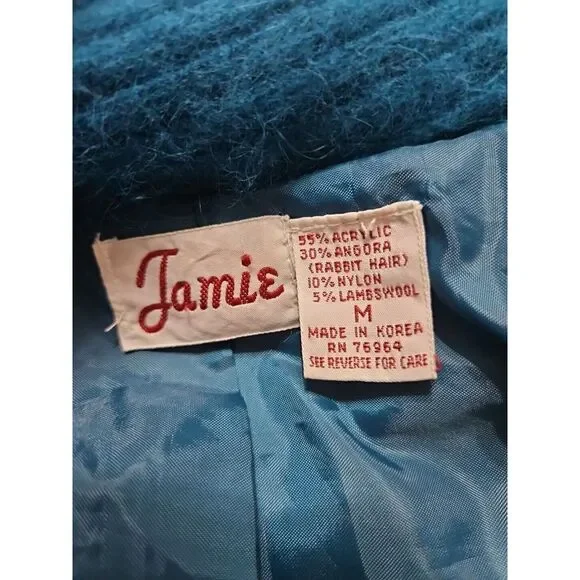 Jamie
55% ACRYLIC
30% ANGORA
(RABBIT HAIR)
10% NYLON
5% LAMBSWOOL
M
MADE IN KOREA
RN 76964
SEE REVERSE FOR CARE